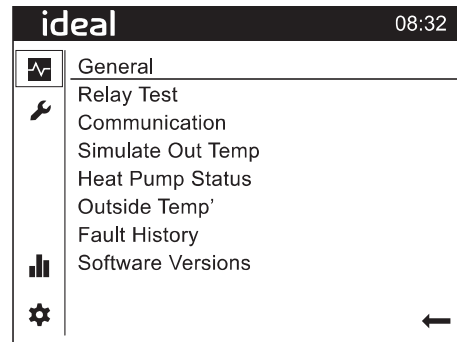 ideal 08:32
General
Relay Test
Communication
Simulate Out Temp
Heat Pump Status
Outside Temp'
Fault History
Software Versions